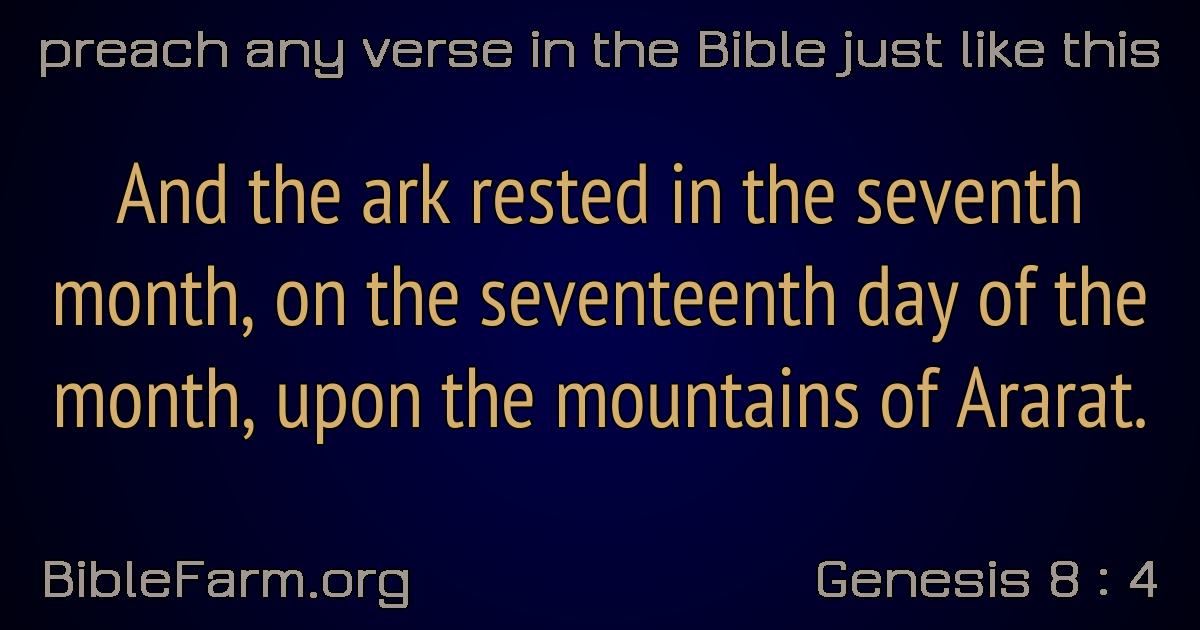 preach any verse in the Bible just like this
And the ark rested in the seventh
month, on the seventeenth day of the
month, upon the mountains of Ararat.
BibleFarm.org
Genesis 8 : 4